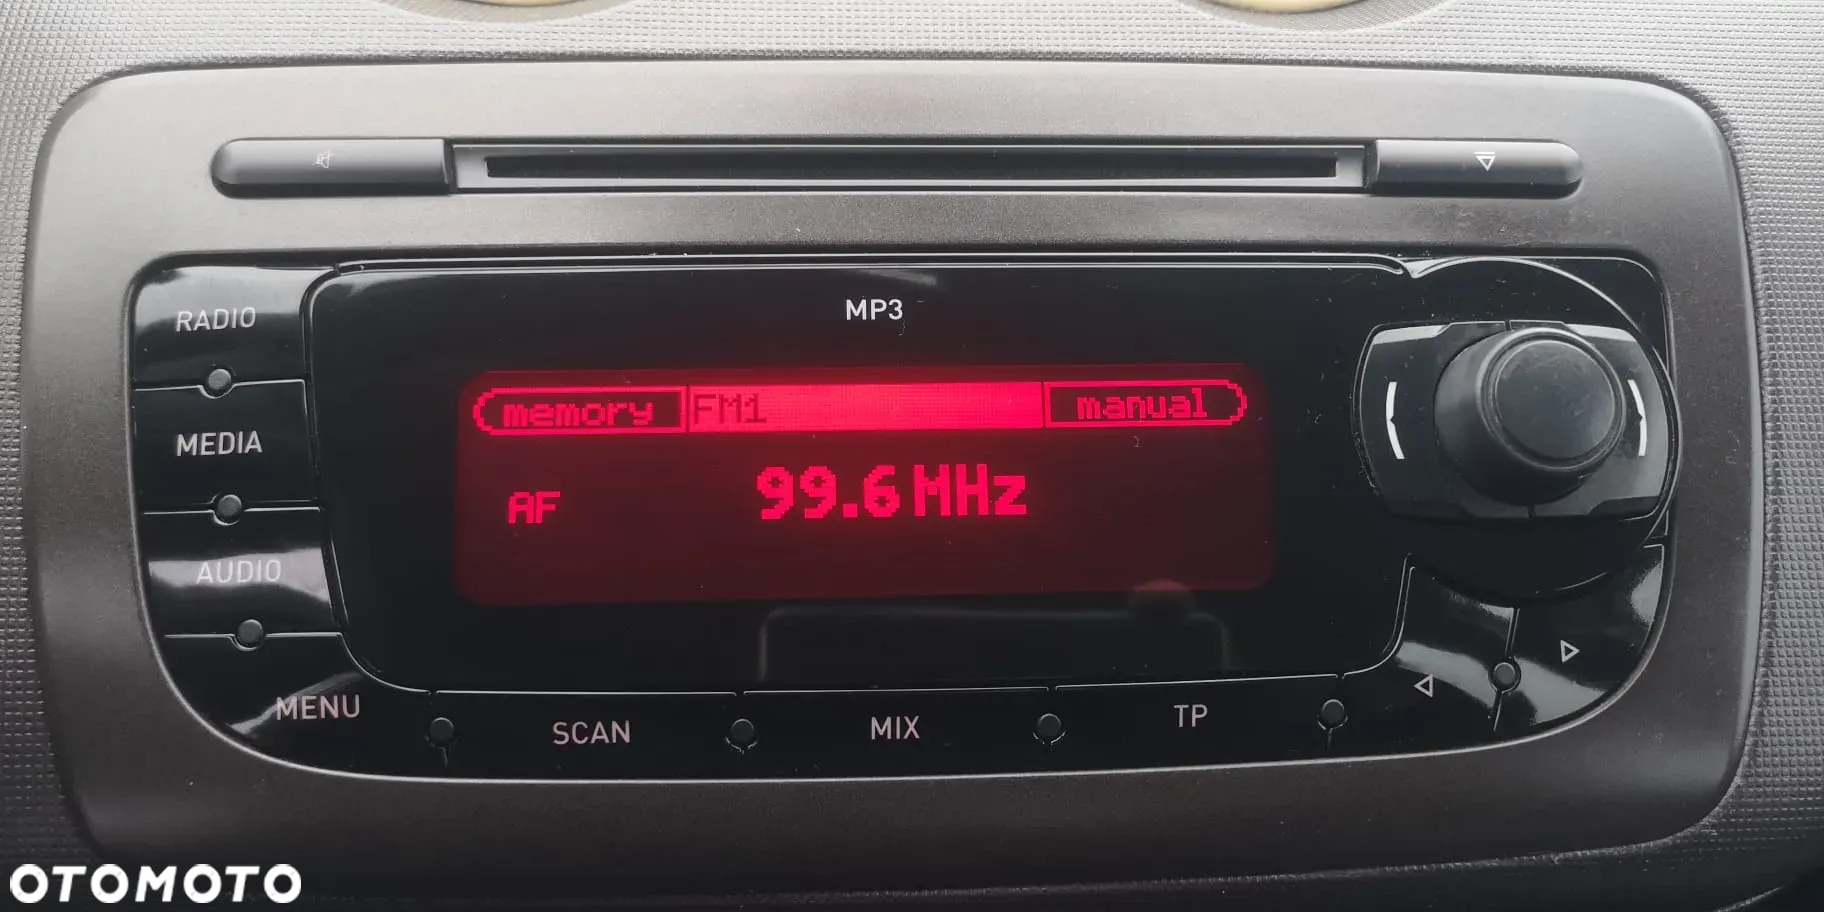 RADIO
MP3
memory FM1 manual
MEDIA
AF 99.6 MHz
AUDIO
MENU SCAN MIX TP
OTOMOTO